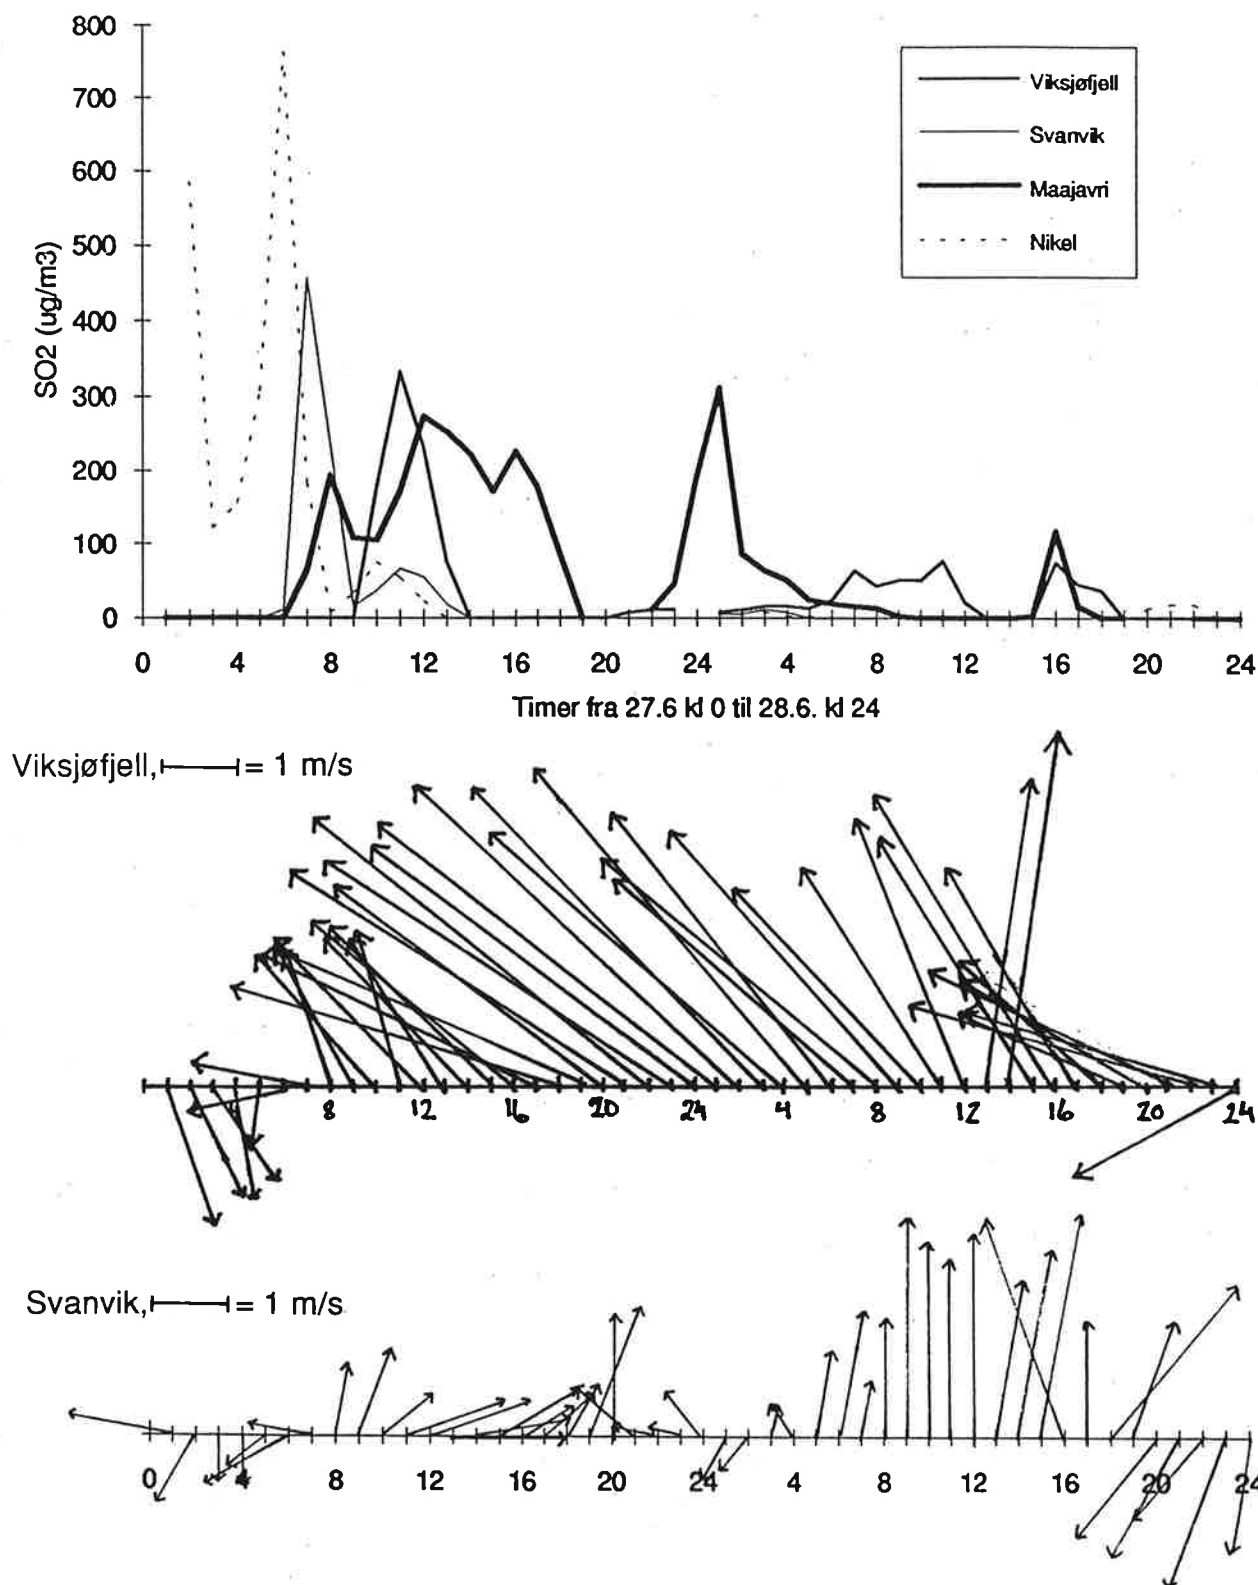 800
700
600
500
400
300
200
100
0
SO2 (ug/m3)
Viksjøfjell
Svanvik
Maajavri
Nikel
0 4 8 12 16 20 24 4 8 12 16 20 24
Timer fra 27.6 kl 0 til 28.6. kl 24
Viksjøfjell, = 1 m/s
8 12 16 20 24 4 8 12 16 20 24
Svanvik, = 1 m/s
0 4 8 12 16 20 24 4 8 12 16 20 24